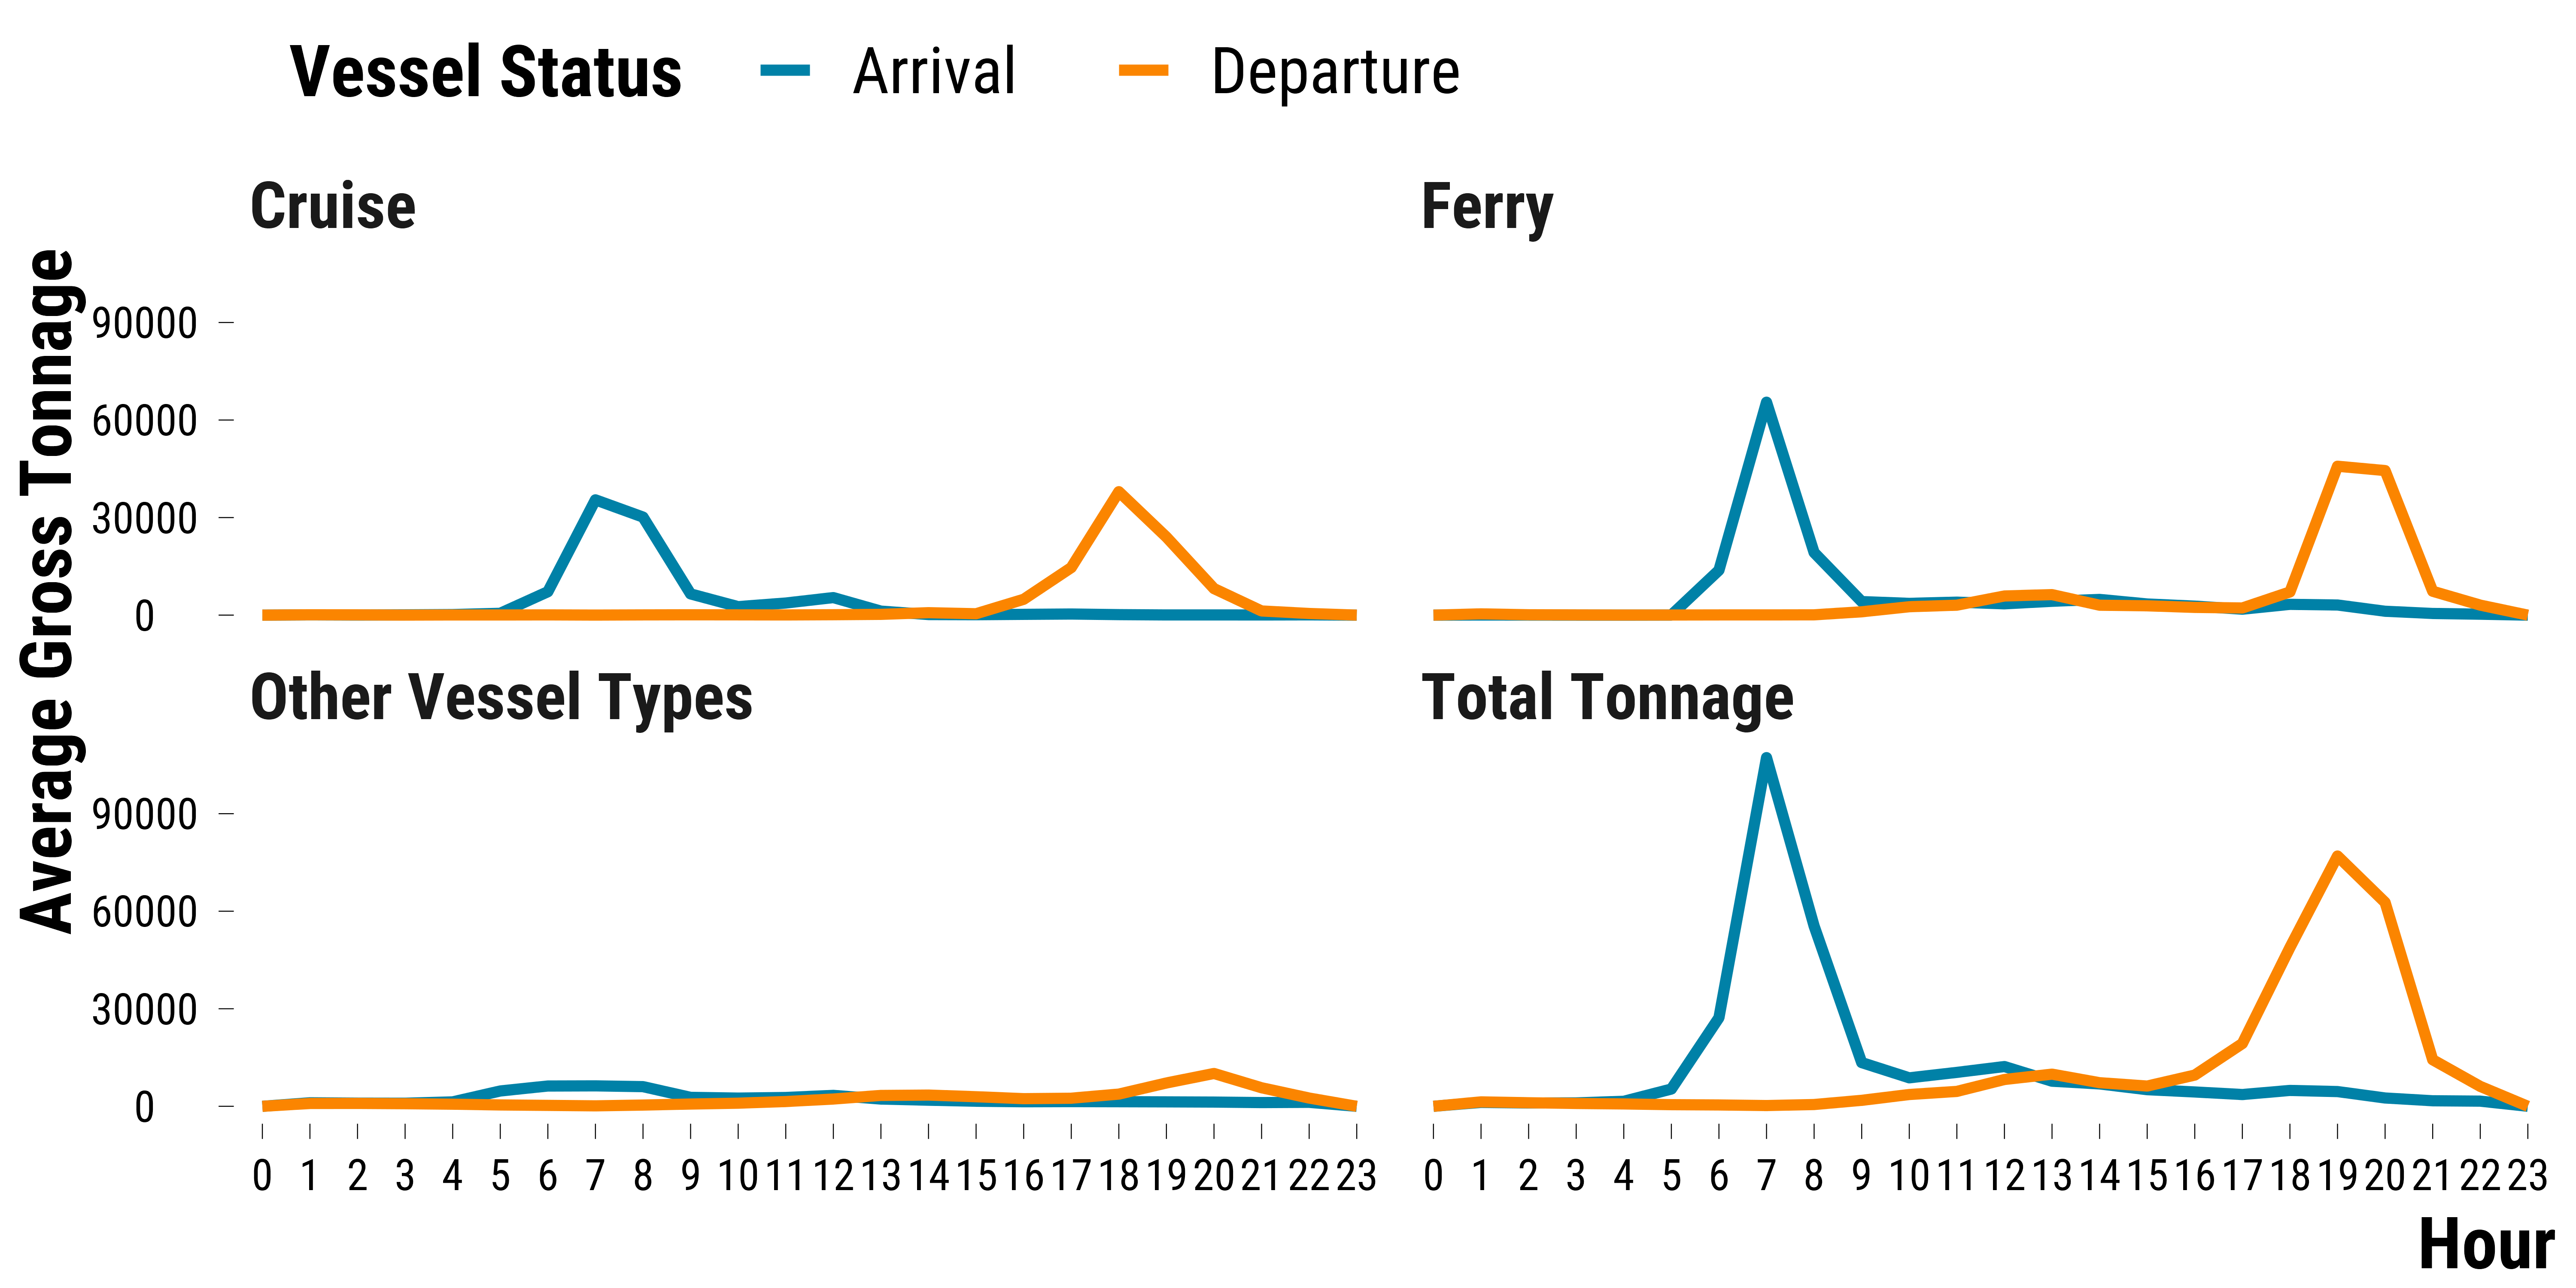 Vessel Status Arrival Departure
Cruise Ferry
Average Gross Tonnage
90000
60000
30000
0
Other Vessel Types Total Tonnage
90000
60000
30000
0
0 1 2 3 4 5 6 7 8 9 10 11 12 13 14 15 16 17 18 19 20 21 22 23 0 1 2 3 4 5 6 7 8 9 10 11 12 13 14 15 16 17 18 19 20 21 22 23
Hour